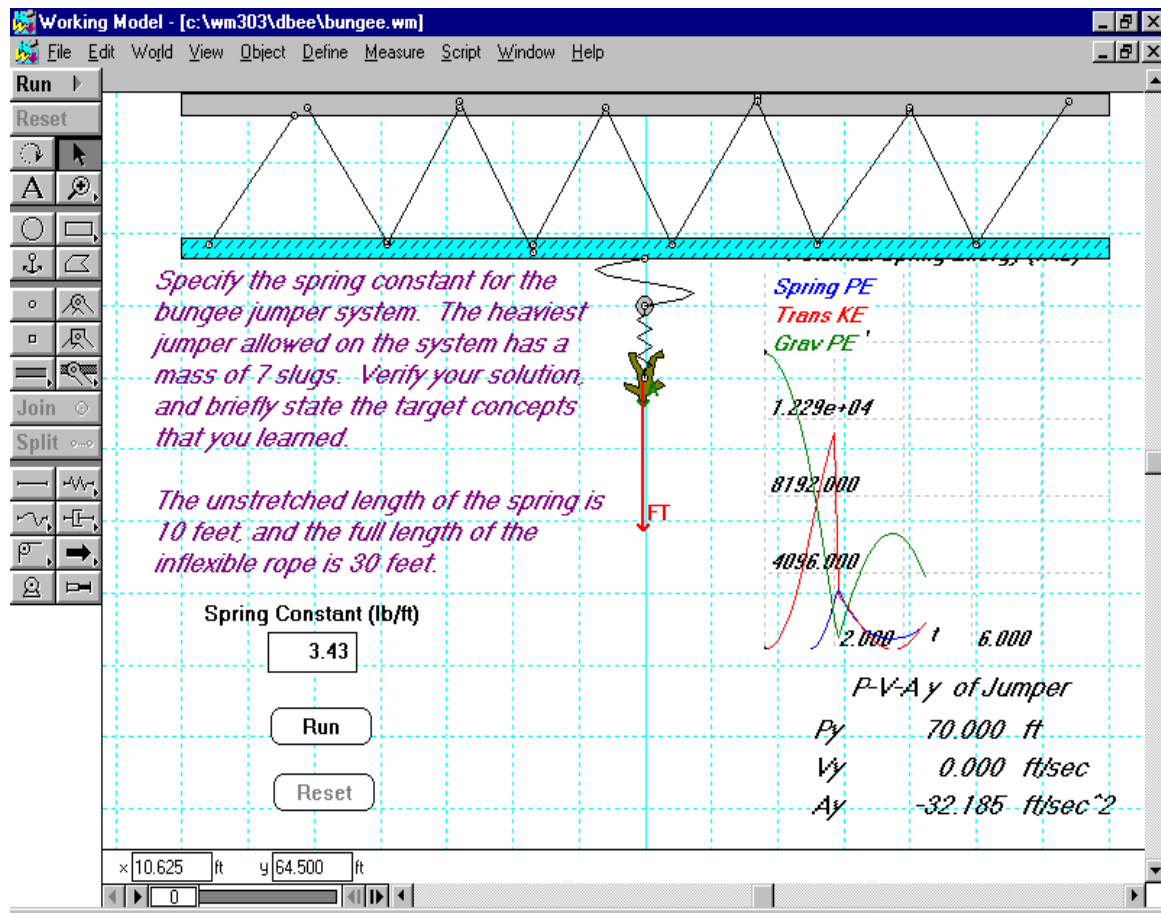 Working Model - [c:\wm303\dbee\bungee.wm]
File Edit World View Object Define Measure Script Window Help
Run
Reset
A
Join
Split
Specify the spring constant for the
bungee jumper system. The heaviest
jumper allowed on the system has a
mass of 7 slugs. Verify your solution,
and briefly state the target concepts
that you learned.
The unstretched length of the spring is
10 feet, and the full length of the
inflexible rope is 30 feet.
Spring Constant (lb/ft)
3.43
Run
Reset
FT
Spring PE
Trans KE
Grav PE
1.229e+04
8192.000
4096.000
2.000 t 6.000
P-V-A y of Jumper
Py 70.000 ft
Vy 0.000 ft/sec
Ay -32.185 ft/sec^2
x 10.625 ft y 64.500 ft
0